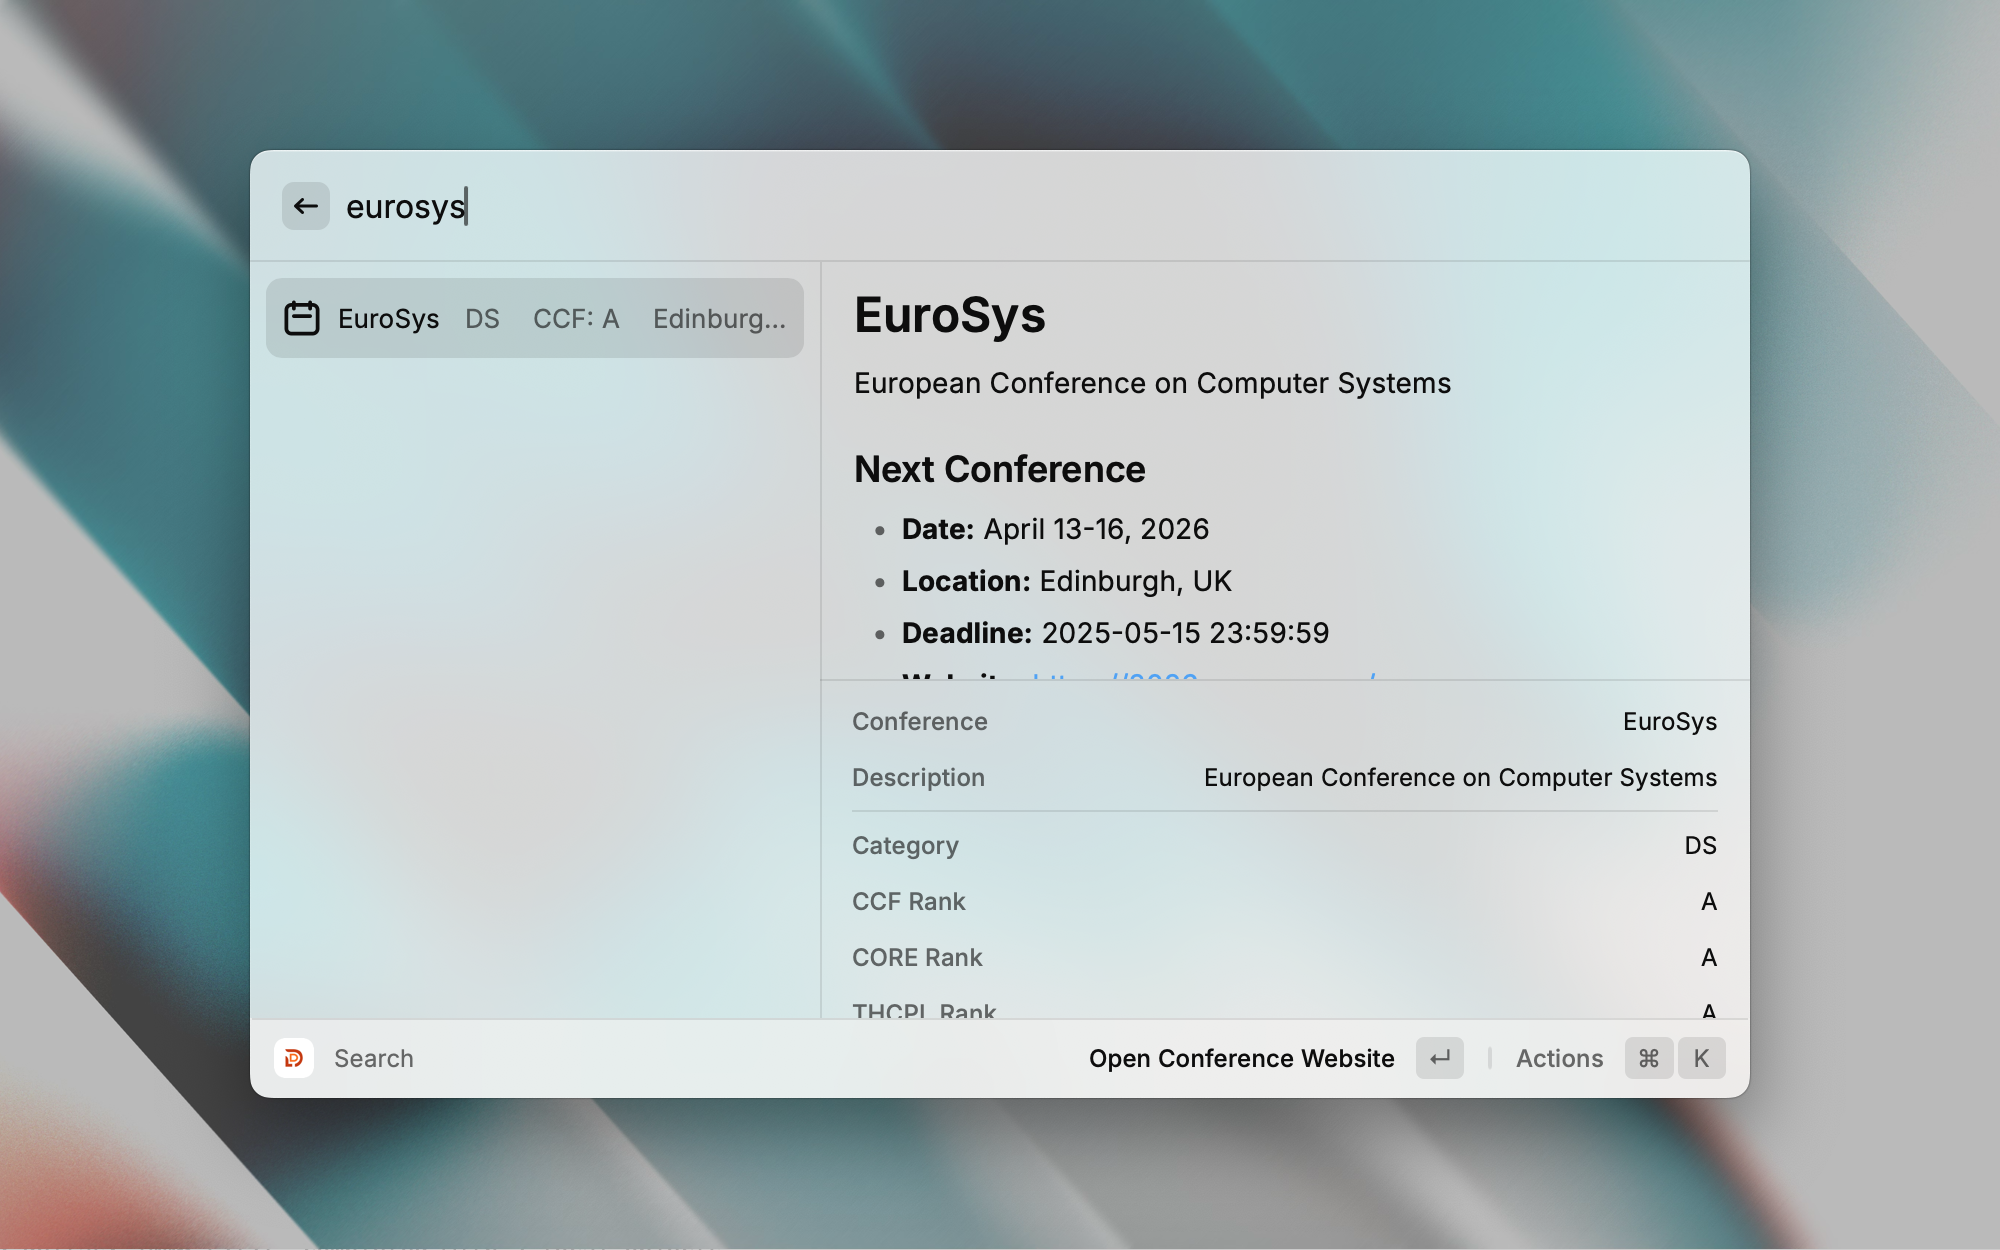 eurosys
EuroSys DS CCF: A Edinburg...
EuroSys
European Conference on Computer Systems
Next Conference
• Date: April 13-16, 2026
• Location: Edinburgh, UK
• Deadline: 2025-05-15 23:59:59
Conference EuroSys
Description European Conference on Computer Systems
Category DS
CCF Rank A
CORE Rank A
THCPL Rank A
Search Open Conference Website Actions ⌘ K